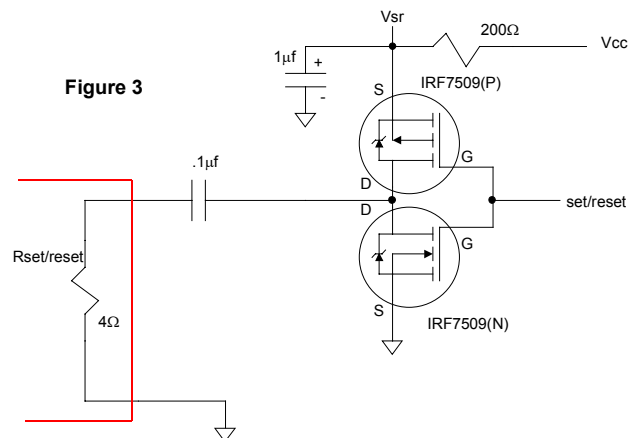 Vsr
200Ω
Vcc
1μf
+
-
Figure 3
IRF7509(P)
S
G
D
.1μf
D
set/reset
G
Rset/reset
4Ω
S
IRF7509(N)